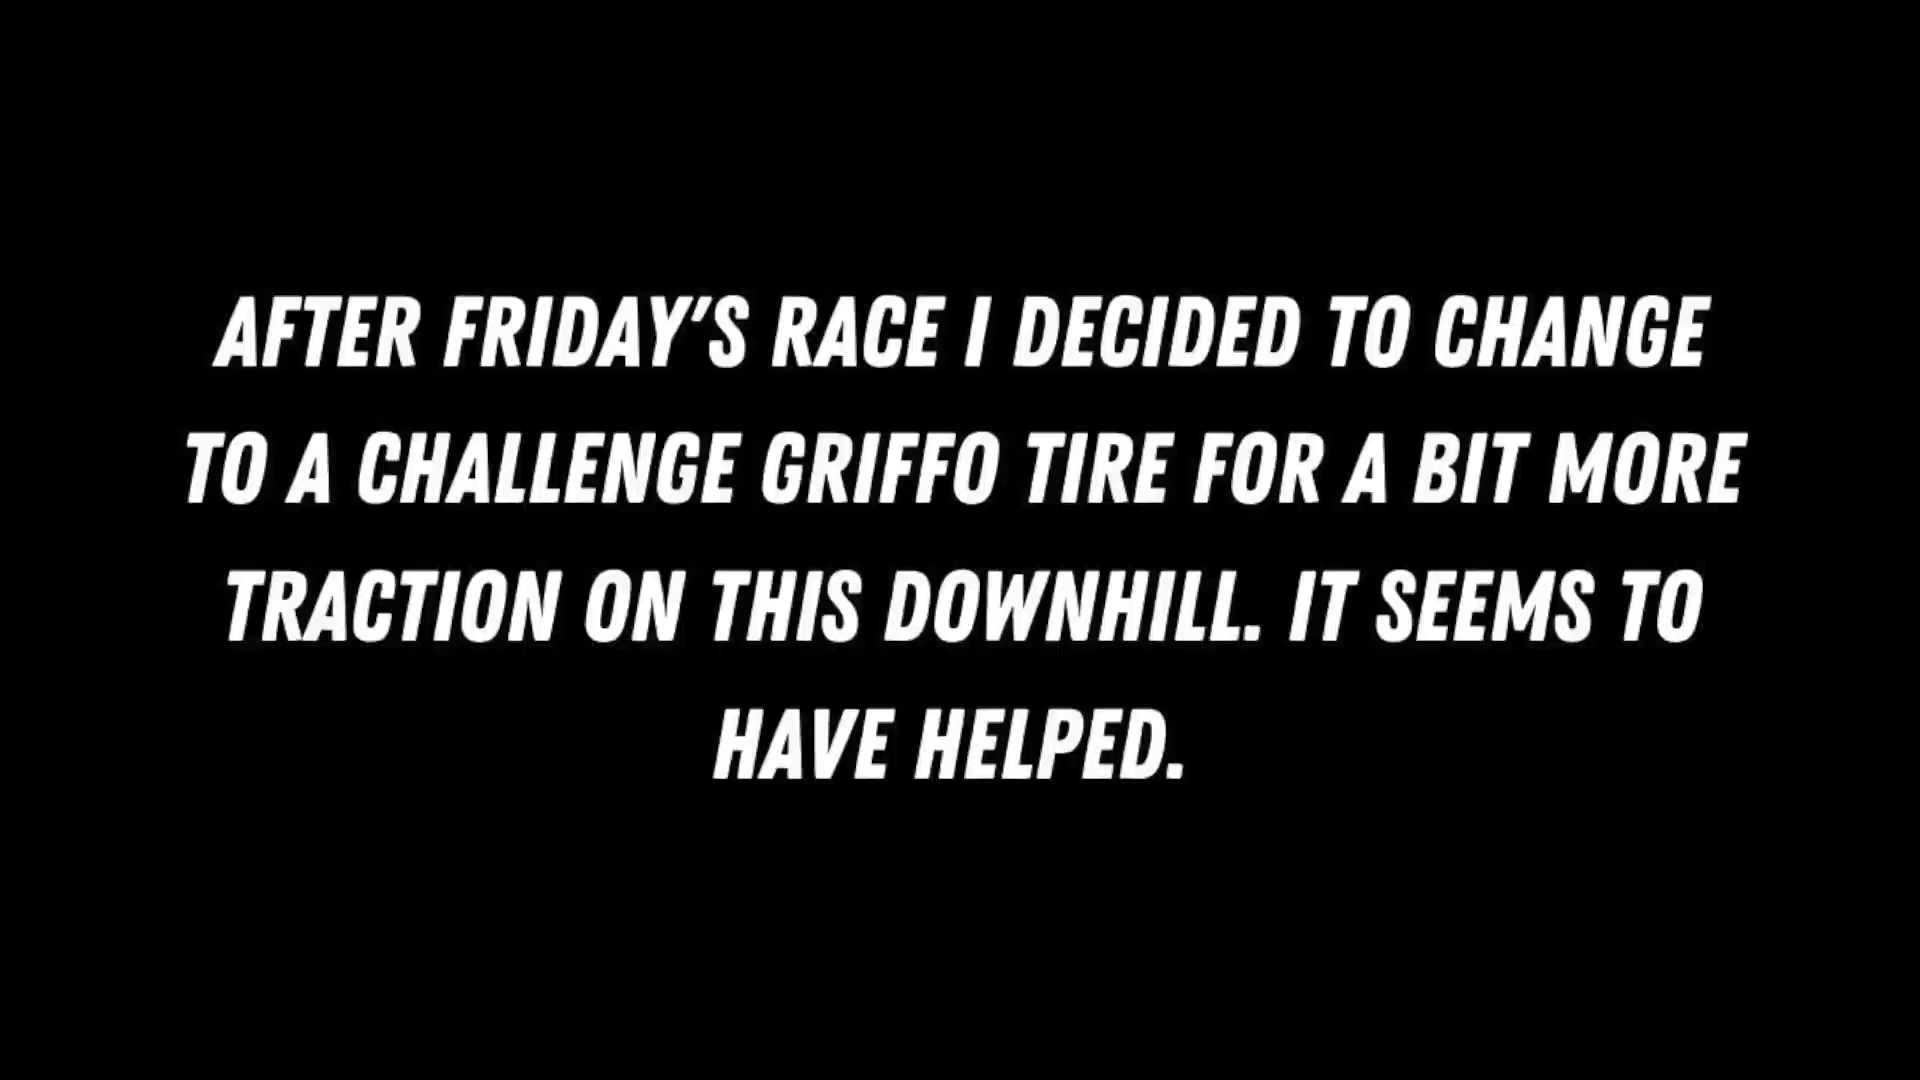 AFTER FRIDAY'S RACE I DECIDED TO CHANGE
TO A CHALLENGE GRIFFO TIRE FOR A BIT MORE
TRACTION ON THIS DOWNHILL. IT SEEMS TO
HAVE HELPED.